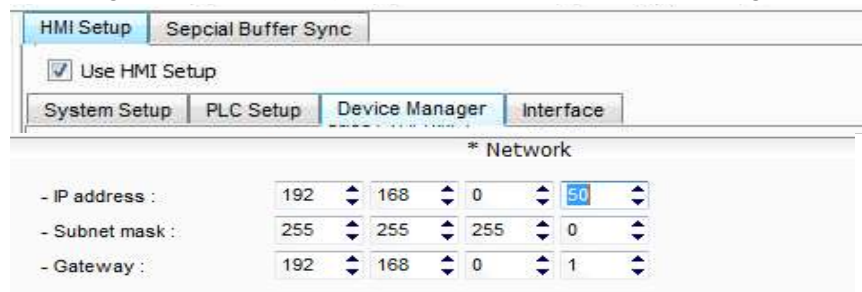 HMI Setup Sepcial Buffer Sync
Use HMI Setup
System Setup PLC Setup Device Manager Interface
* Network
- IP address : 192 168 0 50
- Subnet mask : 255 255 255 0
- Gateway : 192 168 0 1